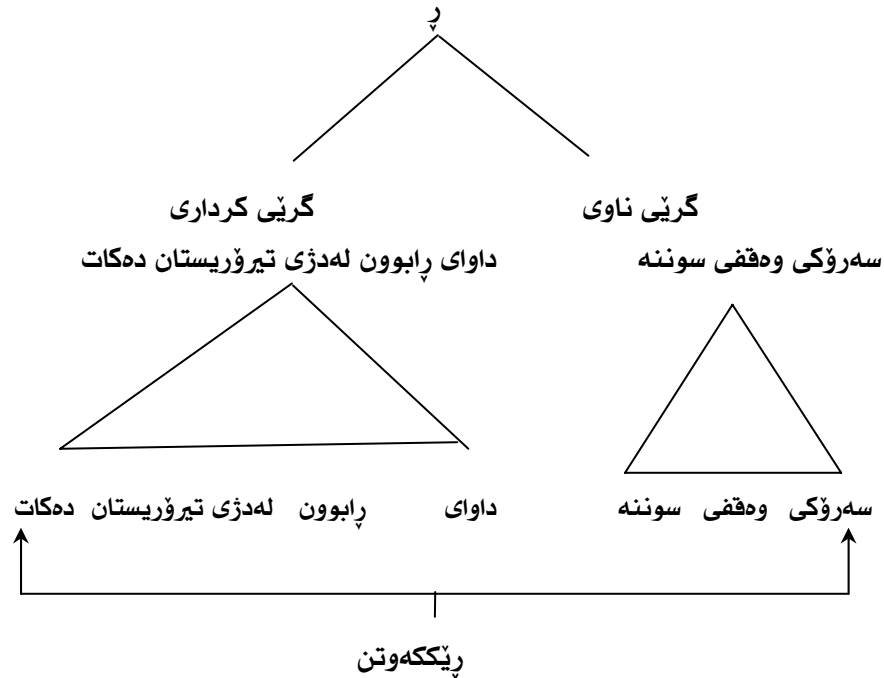 ڕ
گرێی ناوی گرێی کرداری
سەرۆکی وەقفی سوننە داوای ڕابوون لەدژی تیرۆریستان دەکات
سەرۆکی وەقفی سوننە داوای ڕابوون لەدژی تیرۆریستان دەکات
ڕێککەوتن